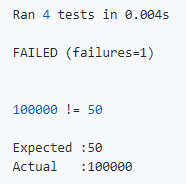 Ran 4 tests in 0.004s
FAILED (failures=1)
100000 != 50
Expected :50
Actual   :100000